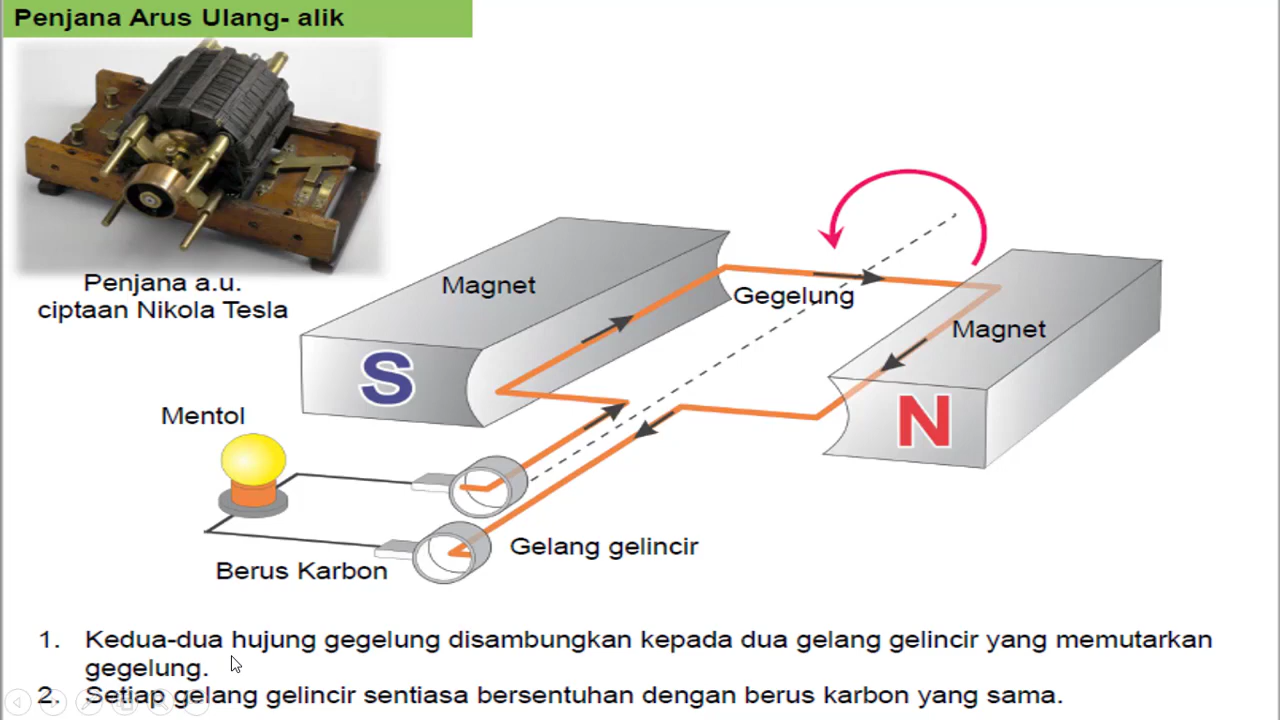 Penjana Arus Ulang- alik
Penjana a.u.
ciptaan Nikola Tesla
Magnet
Gegelung
Magnet
S
N
Mentol
Gelang gelincir
Berus Karbon
1. Kedua-dua hujung gegelung disambungkan kepada dua gelang gelincir yang memutarkan
gegelung.
2. Setiap gelang gelincir sentiasa bersentuhan dengan berus karbon yang sama.